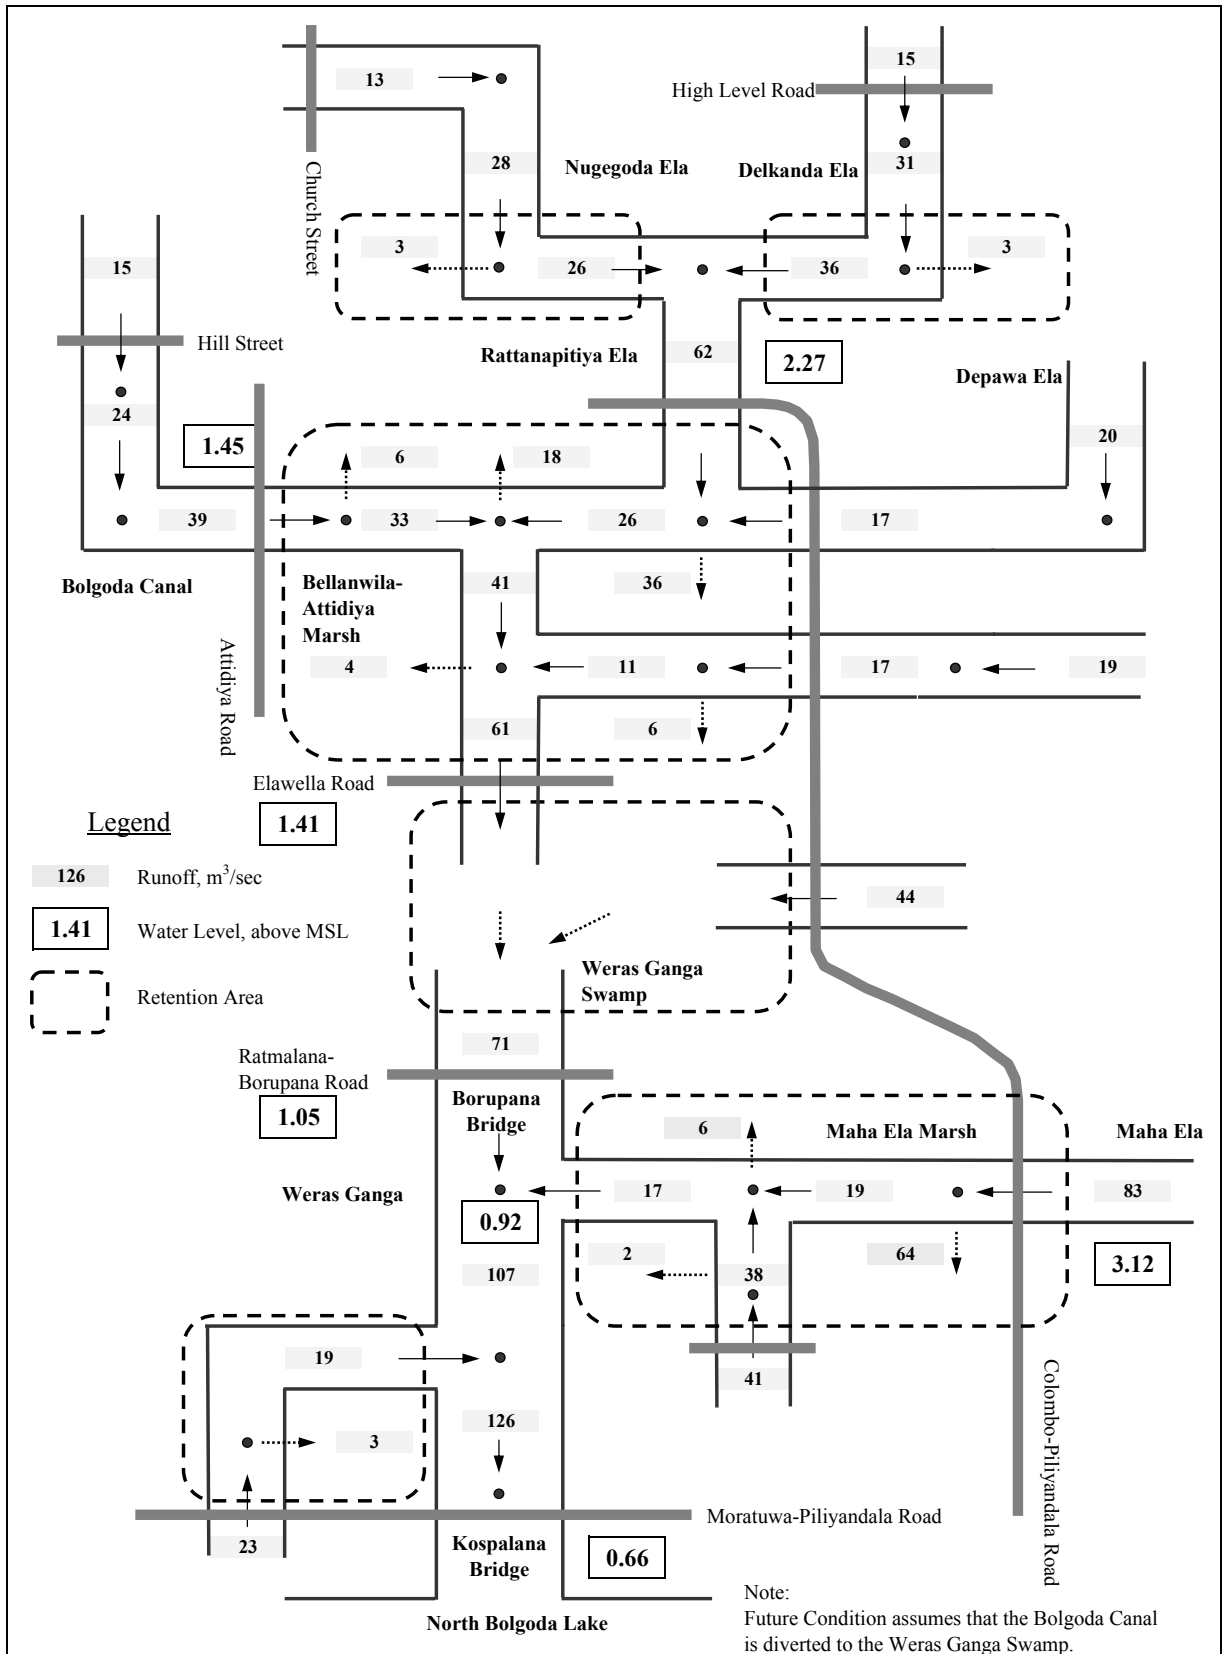 15
13
High Level Road
28
Nugegoda Ela
Delkanda Ela
31
Church Street
3
26
36
3
15
Hill Street
Rattanapitiya Ela
62
2.27
Depawa Ela
24
1.45
6
18
20
39
33
26
17
Bolgoda Canal
Bellanwila-
Attidiya
Marsh
41
36
Attidiya Road
4
11
17
19
61
6
Elawella Road
1.41
Legend
126
Runoff, m3/sec
44
1.41
Water Level, above MSL
Weras Ganga
Swamp
Retention Area
71
Ratmalana-
Borupana Road
1.05
Borupana
Bridge
6
Maha Ela Marsh
Maha Ela
Weras Ganga
17
19
83
0.92
2
64
3.12
107
38
19
41
Colombo-Piliyandala Road
126
3
Moratuwa-Piliyandala Road
23
Kospalana
Bridge
0.66
North Bolgoda Lake
Note:
Future Condition assumes that the Bolgoda Canal
is diverted to the Weras Ganga Swamp.